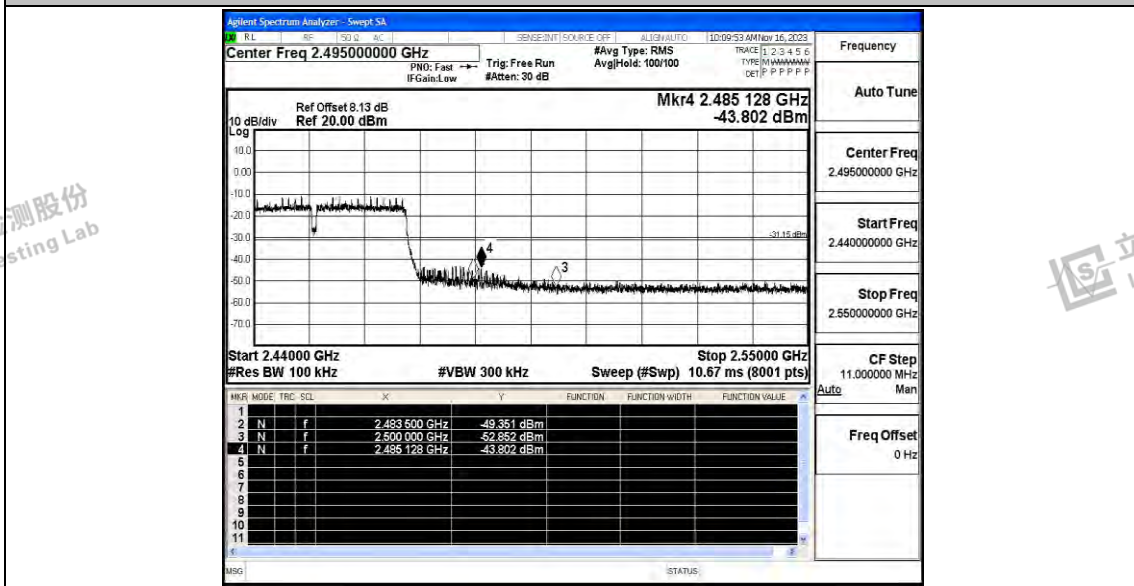 Agilent Spectrum Analyzer - Swept SA
RL RF 50 Ω AC SENSE:INT SOURCE OFF ALIGN AUTO 10:09:53 AM Nov 16, 2023
Center Freq 2.495000000 GHz
PNO: Fast
IFGain:Low
Trig: Free Run
#Atten: 30 dB
#Avg Type: RMS
Avg|Hold: 100/100
TRACE 1 2 3 4 5 6
TYPE M
DET P P P P P P
Frequency
Auto Tune
Center Freq
2.495000000 GHz
Start Freq
2.440000000 GHz
Stop Freq
2.550000000 GHz
CF Step
11.000000 MHz
Auto Man
Freq Offset
0 Hz
Mkr4 2.485 128 GHz
-43.802 dBm
Ref Offset 8.13 dB
10 dB/div Ref 20.00 dBm
Log
10.0
0.00
-10.0
-20.0
-30.0
-31.15 dBm
-40.0
4
3
-50.0
-60.0
-70.0
Start 2.44000 GHz Stop 2.55000 GHz
#Res BW 100 kHz #VBW 300 kHz Sweep (#Swp) 10.67 ms (8001 pts)
MKR MODE TRC SCL X Y FUNCTION FUNCTION WIDTH FUNCTION VALUE
1
2 N f 2.483 500 GHz -49.351 dBm
3 N f 2.500 000 GHz -52.852 dBm
4 N f 2.485 128 GHz -43.802 dBm
5
6
7
8
9
10
11
MSG STATUS
测股份
sting Lab
立